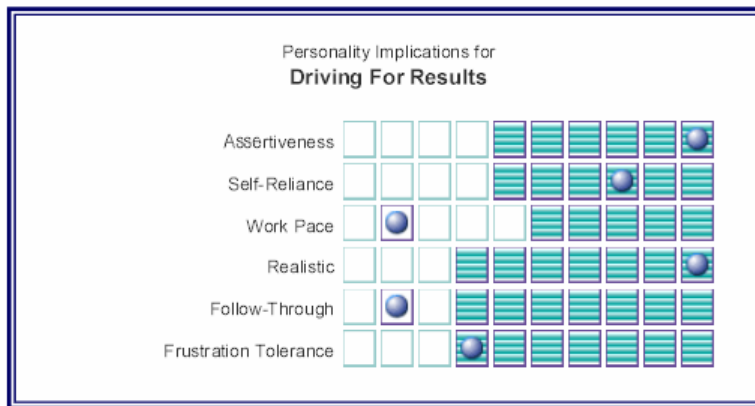 Personality Implications for
Driving For Results
Assertiveness
Self-Reliance
Work Pace
Realistic
Follow-Through
Frustration Tolerance